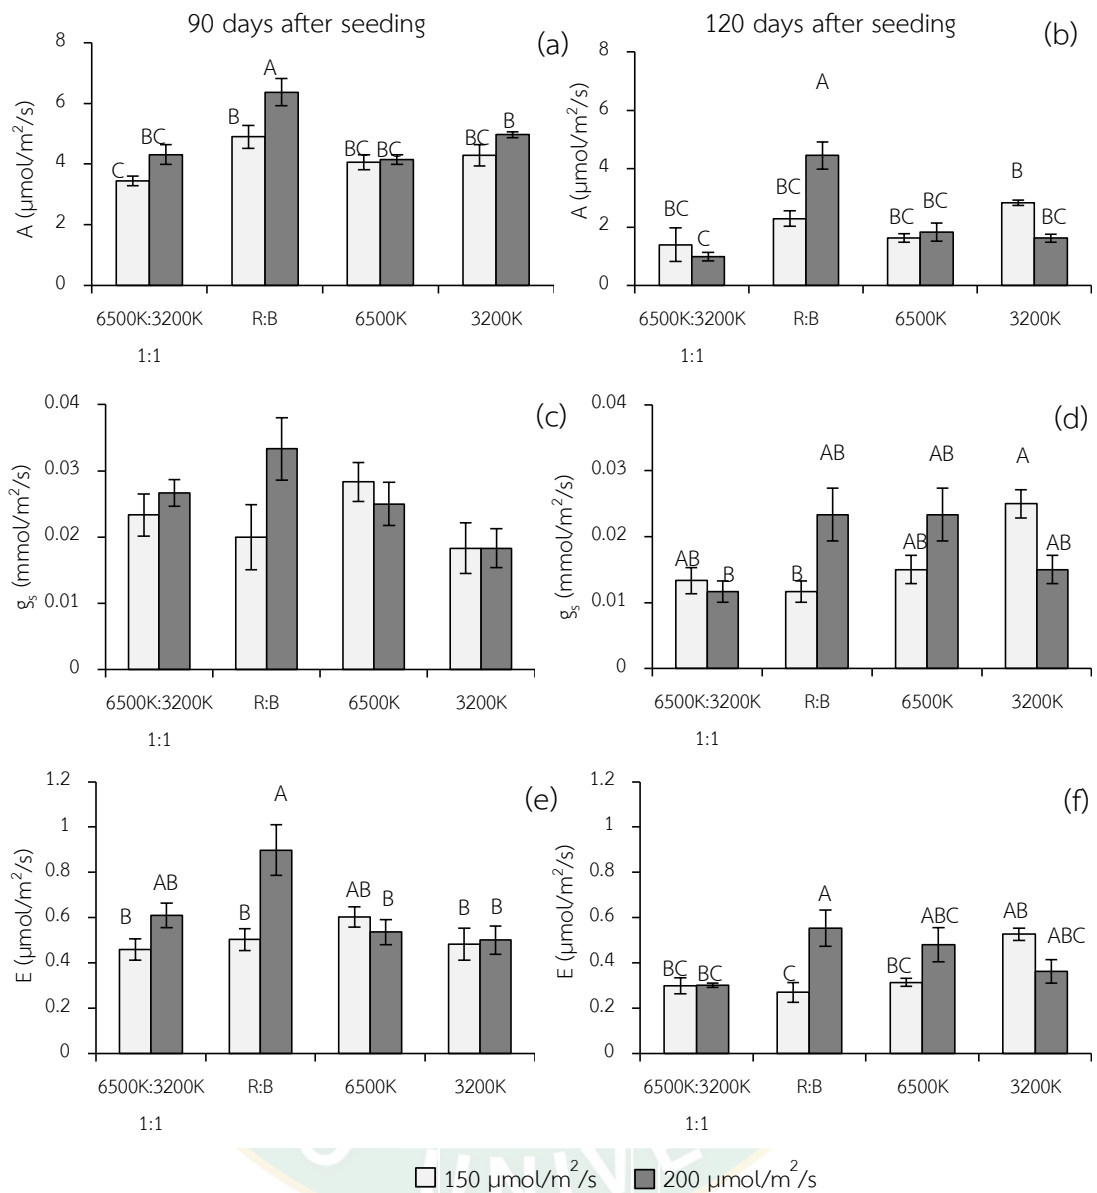 90 days after seeding
120 days after seeding
(a)
A (µmol/m²/s)
8
6
4
2
0
C
BC
B
A
BC
BC
BC
B
6500K:3200K
R:B
6500K
3200K
1:1
(b)
A (µmol/m²/s)
8
6
4
2
0
BC
C
BC
A
BC
BC
B
BC
6500K:3200K
R:B
6500K
3200K
1:1
(c)
gₛ (mmol/m²/s)
0.04
0.03
0.02
0.01
0
6500K:3200K
R:B
6500K
3200K
1:1
(d)
gₛ (mmol/m²/s)
0.04
0.03
0.02
0.01
0
AB
B
B
AB
AB
AB
A
AB
6500K:3200K
R:B
6500K
3200K
1:1
(e)
E (µmol/m²/s)
1.2
1
0.8
0.6
0.4
0.2
0
B
AB
B
A
AB
B
B
B
6500K:3200K
R:B
6500K
3200K
1:1
(f)
E (µmol/m²/s)
1.2
1
0.8
0.6
0.4
0.2
0
BC
BC
C
A
BC
ABC
AB
ABC
6500K:3200K
R:B
6500K
3200K
1:1
150 µmol/m²/s
200 µmol/m²/s